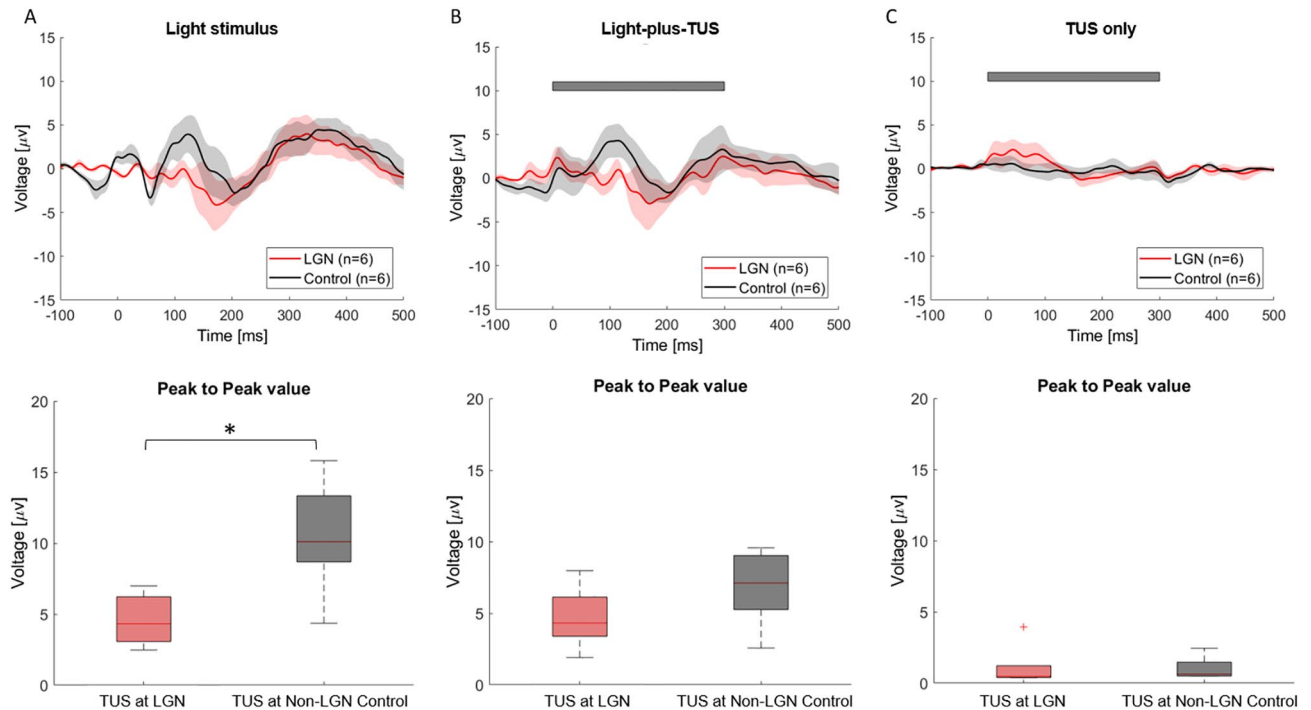 A
Light stimulus
15
10
5
0
-5
-10
-15
Voltage [μv]
LGN (n=6)
Control (n=6)
-100 0 100 200 300 400 500
Time [ms]
B
Light-plus-TUS
15
10
5
0
-5
-10
-15
Voltage [μv]
LGN (n=6)
Control (n=6)
-100 0 100 200 300 400 500
Time [ms]
C
TUS only
15
10
5
0
-5
-10
-15
Voltage [μv]
LGN (n=6)
Control (n=6)
-100 0 100 200 300 400 500
Time [ms]
Peak to Peak value
20
15
10
5
0
Voltage [μv]
*
TUS at LGN TUS at Non-LGN Control
Peak to Peak value
20
15
10
5
0
Voltage [μv]
TUS at LGN TUS at Non-LGN Control
Peak to Peak value
20
15
10
5
0
Voltage [μv]
TUS at LGN TUS at Non-LGN Control